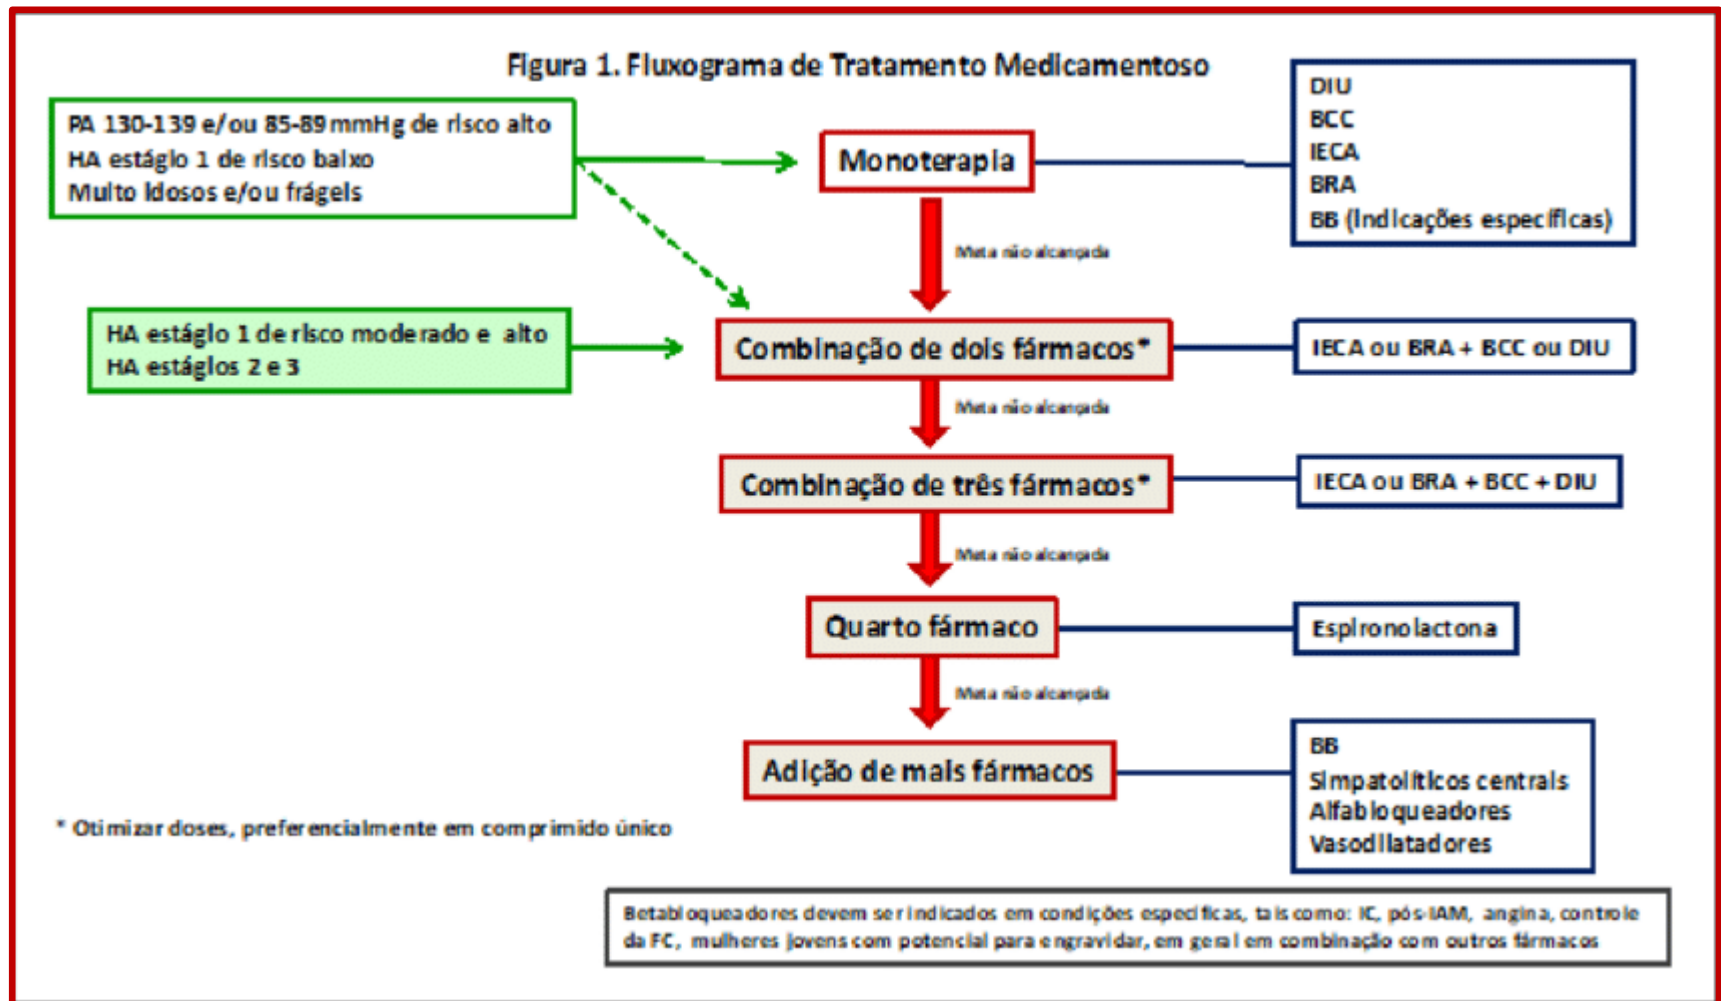 Figura 1. Fluxograma de Tratamento Medicamentoso
PA 130-139 e/ou 85-89 mmHg de risco alto
HA estágio 1 de risco baixo
Muito idosos e/ou frágeis
Monoterapia
DIU
BCC
IECA
BRA
BB (indicações específicas)
Meta não alcançada
HA estágio 1 de risco moderado e alto
HA estágios 2 e 3
Combinação de dois fármacos*
IECA ou BRA + BCC ou DIU
Meta não alcançada
Combinação de três fármacos*
IECA ou BRA + BCC + DIU
Meta não alcançada
Quarto fármaco
Espironolactona
Meta não alcançada
Adição de mais fármacos
BB
Simpatolíticos centrais
Alfabloqueadores
Vasodilatadores
* Otimizar doses, preferencialmente em comprimido único
Betabloqueadores devem ser indicados em condições específicas, tais como: IC, pós-IAM, angina, controle
da FC, mulheres jovens com potencial para engravidar, em geral em combinação com outros fármacos